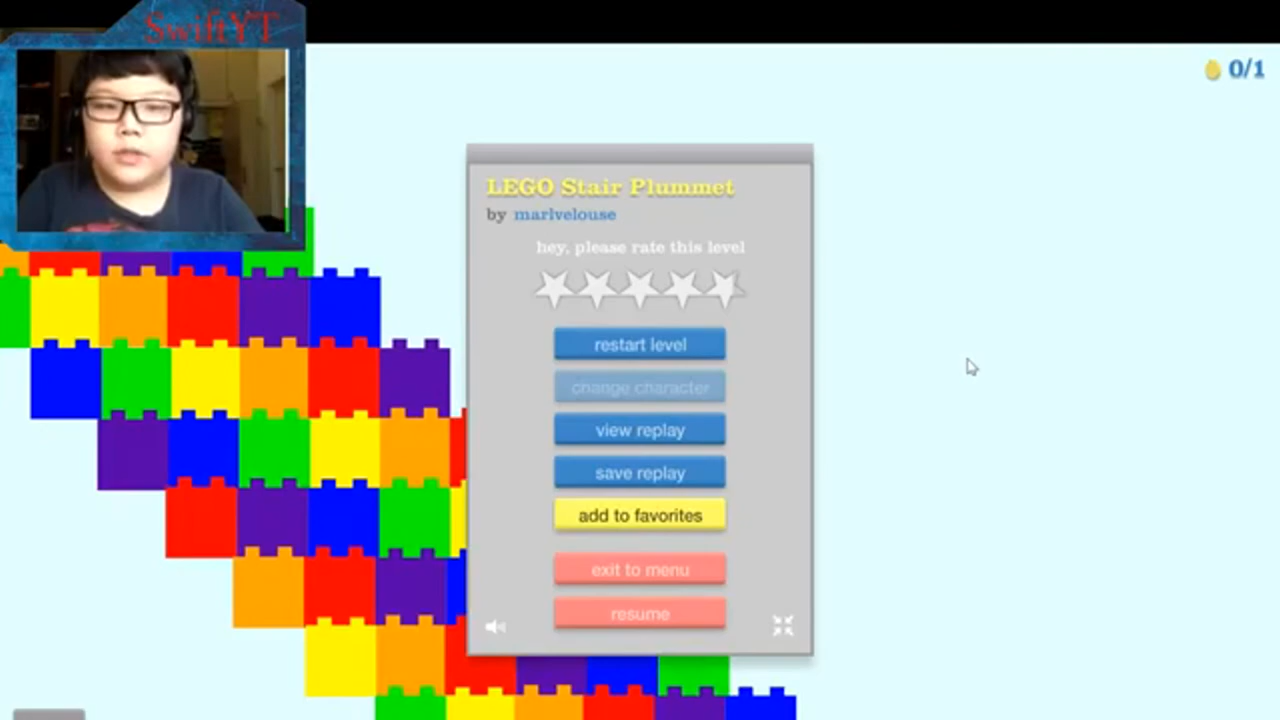 SwiftYT
0/1
LEGO Stair Plummet
by marlvelouse
hey, please rate this level
restart level
change character
view replay
save replay
add to favorites
exit to menu
resume